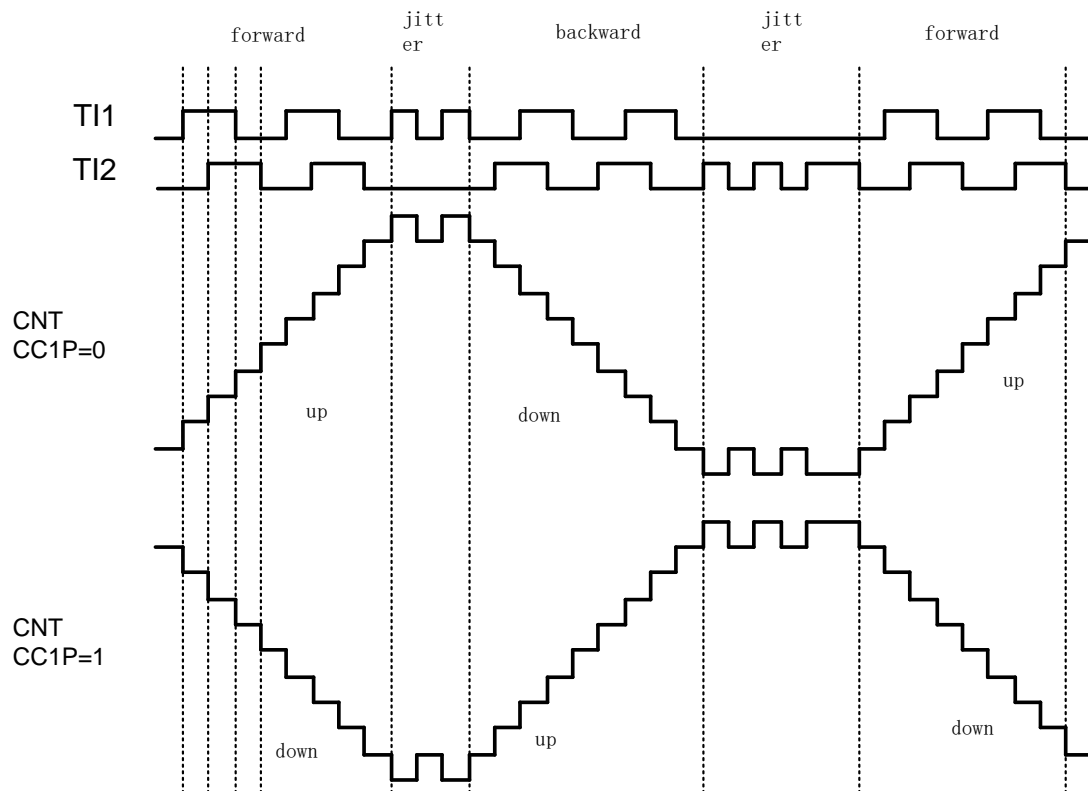 forward
jitt
er
backward
jitt
er
forward
TI1
TI2
CNT
CC1P=0
up
down
up
CNT
CC1P=1
down
up
down